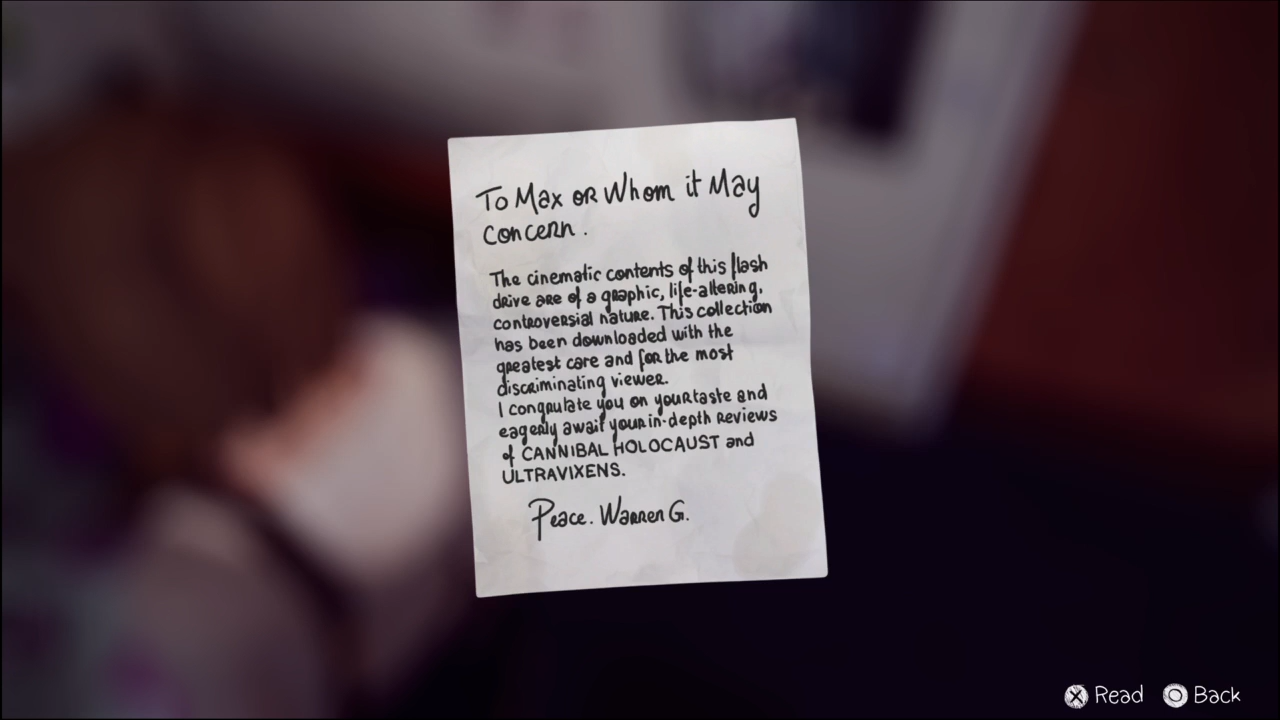 To Max or Whom it May
concern.
The cinematic contents of this flash
drive are of a graphic, life-altering,
controversial nature. This collection
has been downloaded with the
greatest care and for the most
discriminating viewer.
I congrulate you on your taste and
eagerly await your in-depth reviews
of CANNIBAL HOLOCAUST and
ULTRAVIXENS.
Peace. Warren G.
Read Back